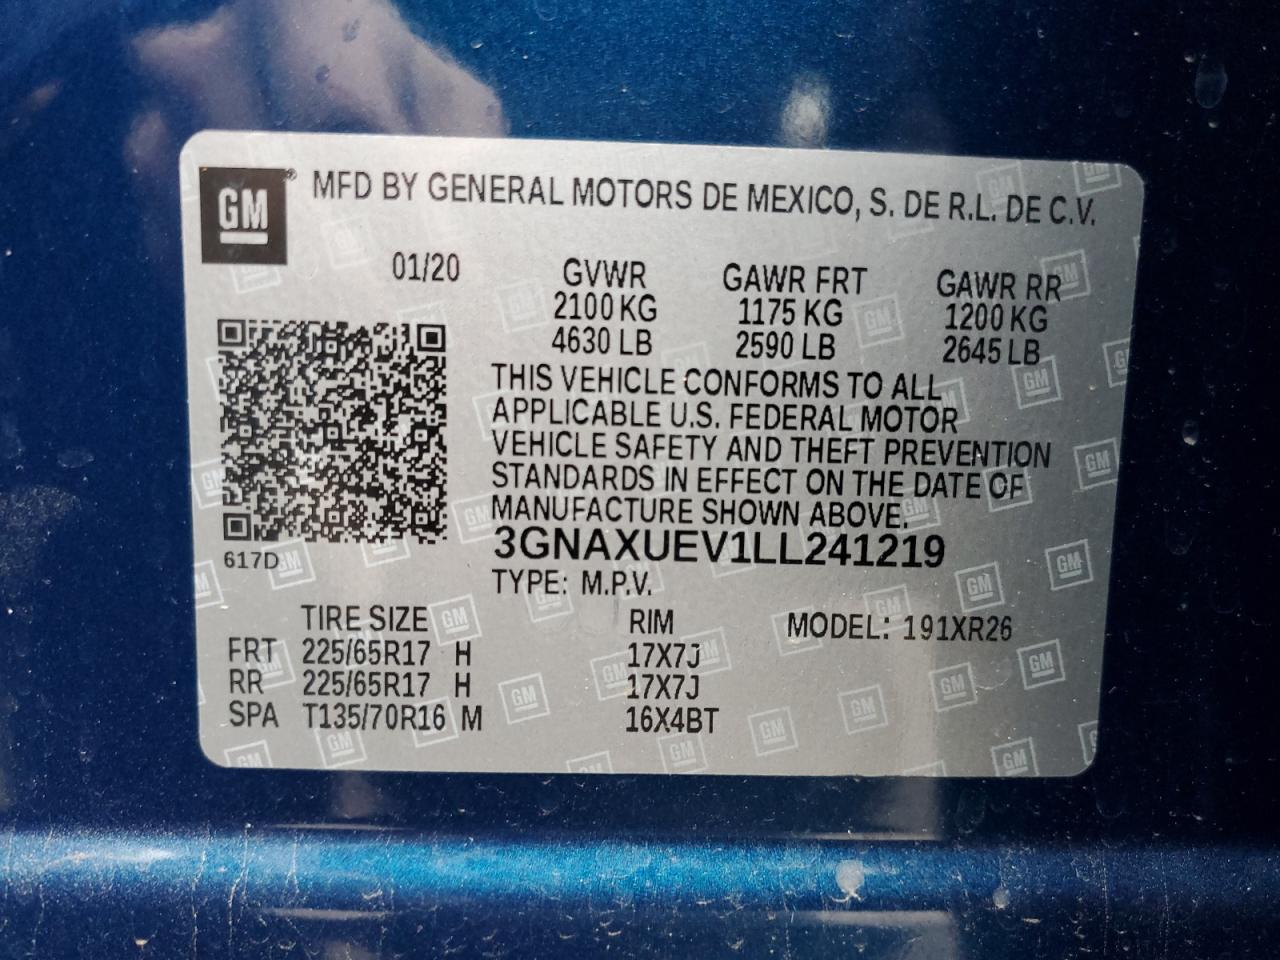 GM® MFD BY GENERAL MOTORS DE MEXICO, S. DE R.L. DE C.V.
01/20 GVWR GAWR FRT GAWR RR
2100 KG 1175 KG 1200 KG
4630 LB 2590 LB 2645 LB
THIS VEHICLE CONFORMS TO ALL
APPLICABLE U.S. FEDERAL MOTOR
VEHICLE SAFETY AND THEFT PREVENTION
STANDARDS IN EFFECT ON THE DATE OF
MANUFACTURE SHOWN ABOVE.
3GNAXUEV1LL241219
617D
TYPE: M.P.V.
TIRE SIZE RIM MODEL: 191XR26
FRT 225/65R17 H 17X7J
RR 225/65R17 H 17X7J
SPA T135/70R16 M 16X4BT